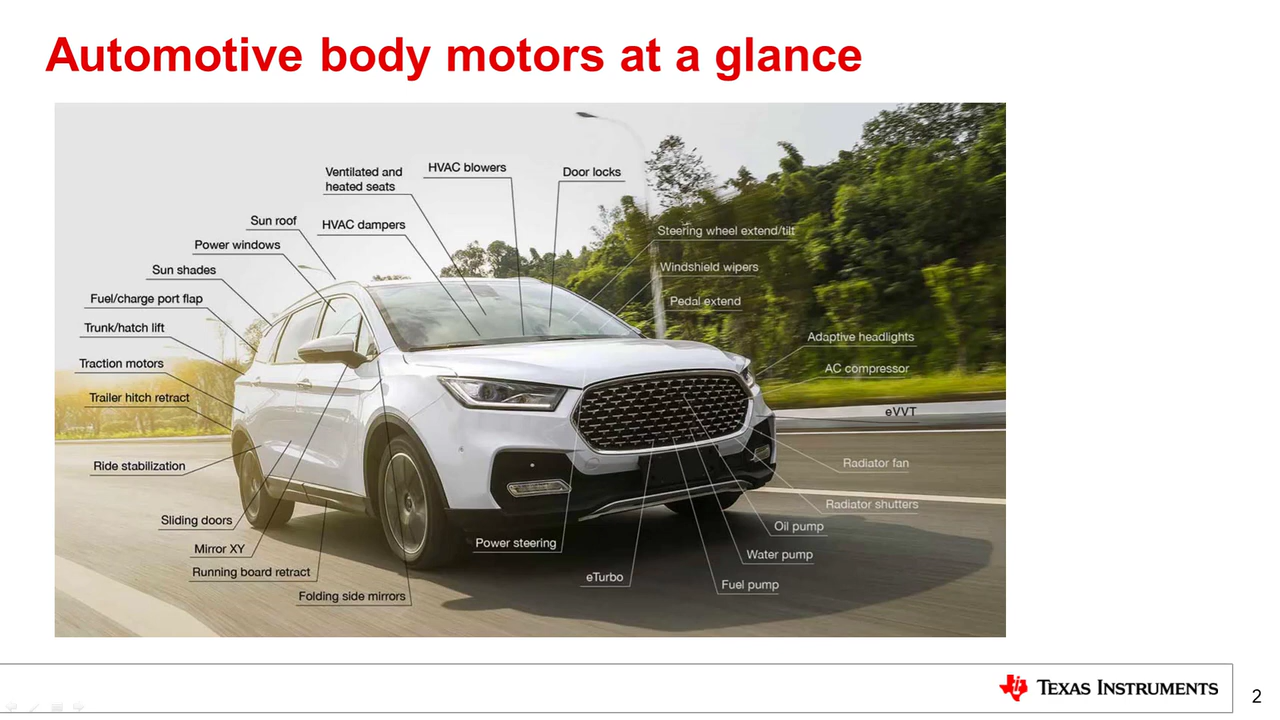 Automotive body motors at a glance
Ventilated and
heated seats
HVAC blowers
Door locks
Sun roof
HVAC dampers
Power windows
Steering wheel extend/tilt
Sun shades
Windshield wipers
Fuel/charge port flap
Pedal extend
Trunk/hatch lift
Adaptive headlights
Traction motors
AC compressor
Trailer hitch retract
eVVT
Ride stabilization
Radiator fan
Radiator shutters
Sliding doors
Oil pump
Mirror XY
Power steering
Water pump
Running board retract
eTurbo
Fuel pump
Folding side mirrors
TEXAS INSTRUMENTS
2